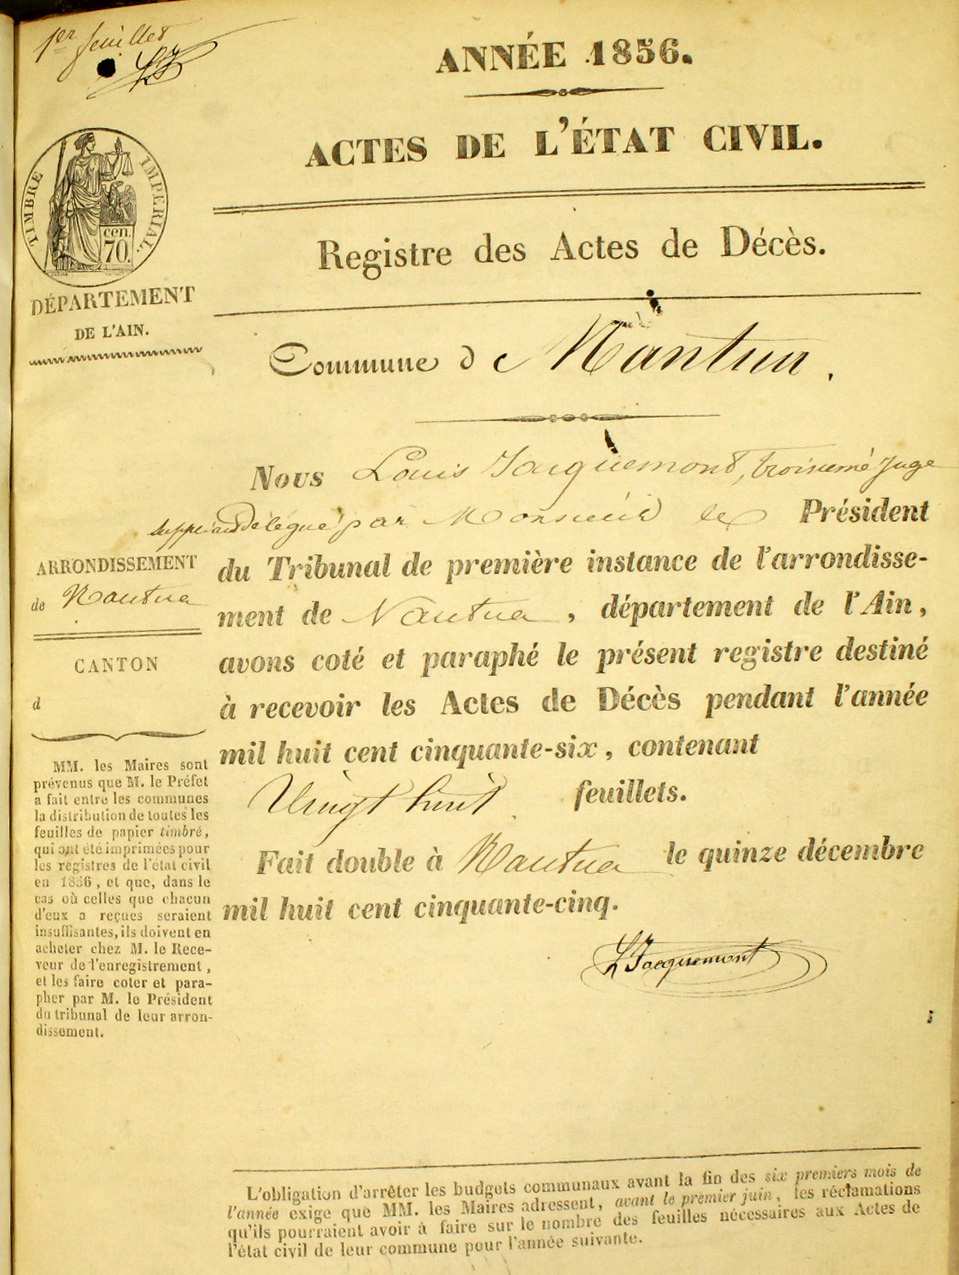 1er feuillet
LJ
ANNÉE 1856.
ACTES DE L'ÉTAT CIVIL.
TIMBRE IMPÉRIAL.
cen.
70.
DÉPARTEMENT
DE L'AIN.
Registre des Actes de Décès.
Commune de Nantua.
Nous Louis Jacquemont, troisième Juge
suppléant délégué par Monsieur le Président
du Tribunal de première instance de l'arrondisse-
ment de Nantua, département de l'Ain,
avons coté et paraphé le présent registre destiné
à recevoir les Actes de Décès pendant l'année
mil huit cent cinquante-six, contenant
Vingt huit feuillets.
Fait double à Nantua le quinze décembre
mil huit cent cinquante-cinq.
L Jacquemont
ARRONDISSEMENT
de Nantua
CANTON
d
MM. les Maires sont
prévenus que M. le Préfet
a fait entre les communes
la distribution de toutes les
feuilles de papier timbré,
qui ont été imprimées pour
les registres de l'état civil
en 1856, et que, dans le
cas où celles que chacun
d'eux a reçues seraient
insuffisantes, ils doivent en
acheter chez M. le Rece-
veur de l'enregistrement,
et les faire coter et para-
pher par M. le Président
du tribunal de leur arron-
dissement.
L'obligation d'arrêter les budgets communaux avant la fin des six premiers mois de
l'année exige que MM. les Maires adressent, avant le premier juin, les réclamations
qu'ils pourraient avoir à faire sur le nombre des feuilles nécessaires aux Actes de
l'état civil de leur commune pour l'année suivante.